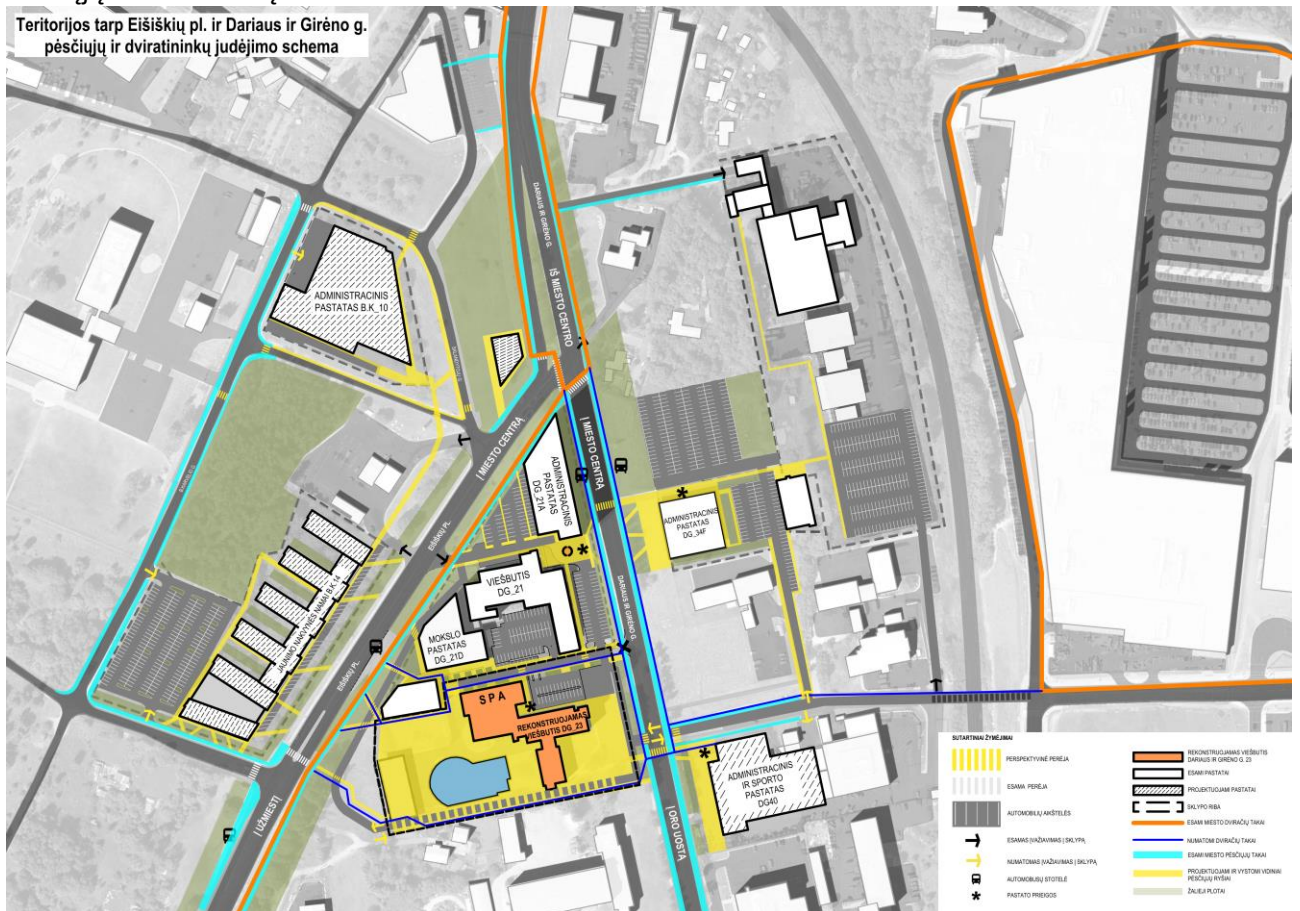 Teritorijos tarp Eišiškių pl. ir Dariaus ir Girėno g.
pėsčiųjų ir dviratininkų judėjimo schema
DARIAUS IR GIRĖNO G.
IŠ MIESTO CENTRO
ADMINISTRACINIS
PASTATAS B.K_10
Į MIESTO CENTRĄ
Į MIESTO CENTRĄ
ADMINISTRACINIS
PASTATAS
DG_21A
ADMINISTRACINIS
PASTATAS
DG_34F
EIŠIŠKIŲ PL.
VIEŠBUTIS
DG_21
DARIAUS IR GIRĖNO G.
MOKSLO
PASTATAS
DG_21D
JAUNIMO NAKVYNĖS NAMAI B.K14
EIŠIŠKIŲ PL.
SPA
REKONSTRUOJAMAS
VIEŠBUTIS DG_23
ADMINISTRACINIS
IR SPORTO
PASTATAS
DG40
Į UŽMIESTĮ
Į ORO UOSTĄ
SUTARTINIAI ŽYMĖJIMAI
PERSPEKTYVINĖ PERĖJA
ESAMA PERĖJA
AUTOMOBILIŲ AIKŠTELĖS
ESAMAS ĮVAŽIAVIMAS Į SKLYPĄ
NUMATOMAS ĮVAŽIAVIMAS Į SKLYPĄ
AUTOBUSŲ STOTELĖ
PASTATO PRIEIGOS
REKONSTRUOJAMAS VIEŠBUTIS
DARIAUS IR GIRĖNO G. 23
ESAMI PASTATAI
PROJEKTUOJAMI PASTATAI
SKLYPO RIBA
ESAMI MIESTO DVIRAČIŲ TAKAI
NUMATOMI DVIRAČIŲ TAKAI
ESAMI MIESTO PĖSČIŲJŲ TAKAI
PROJEKTUOJAMI IR VYSTOMI VIDINIAI
PĖSČIŲJŲ RYŠIAI
ŽALIEJI PLOTAI